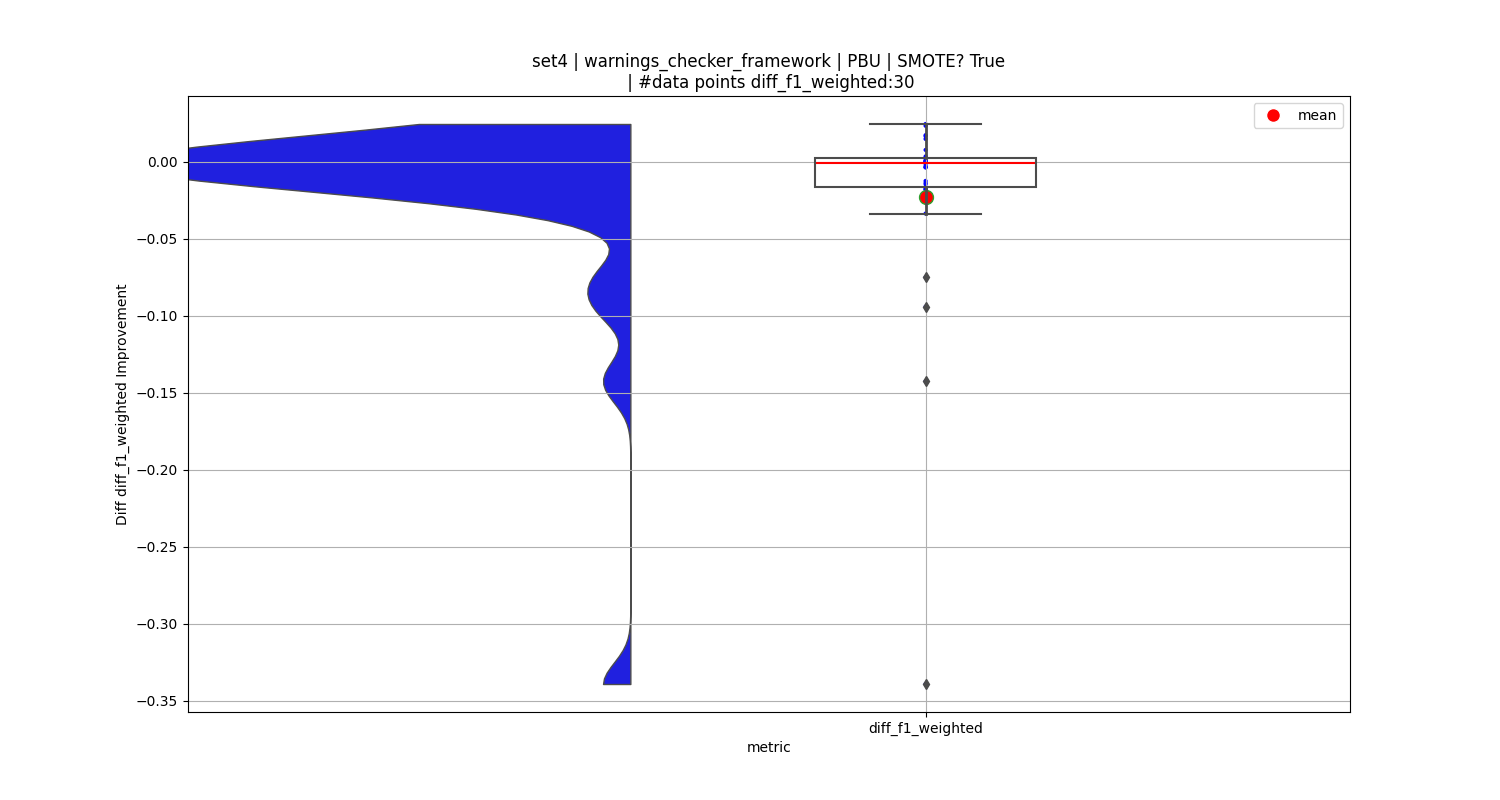 set4 | warnings_checker_framework | PBU | SMOTE? True
| #data points diff_f1_weighted:30
mean
0.00
−0.05
−0.10
−0.15
−0.20
−0.25
−0.30
−0.35
Diff diff_f1_weighted Improvement
diff_f1_weighted
metric